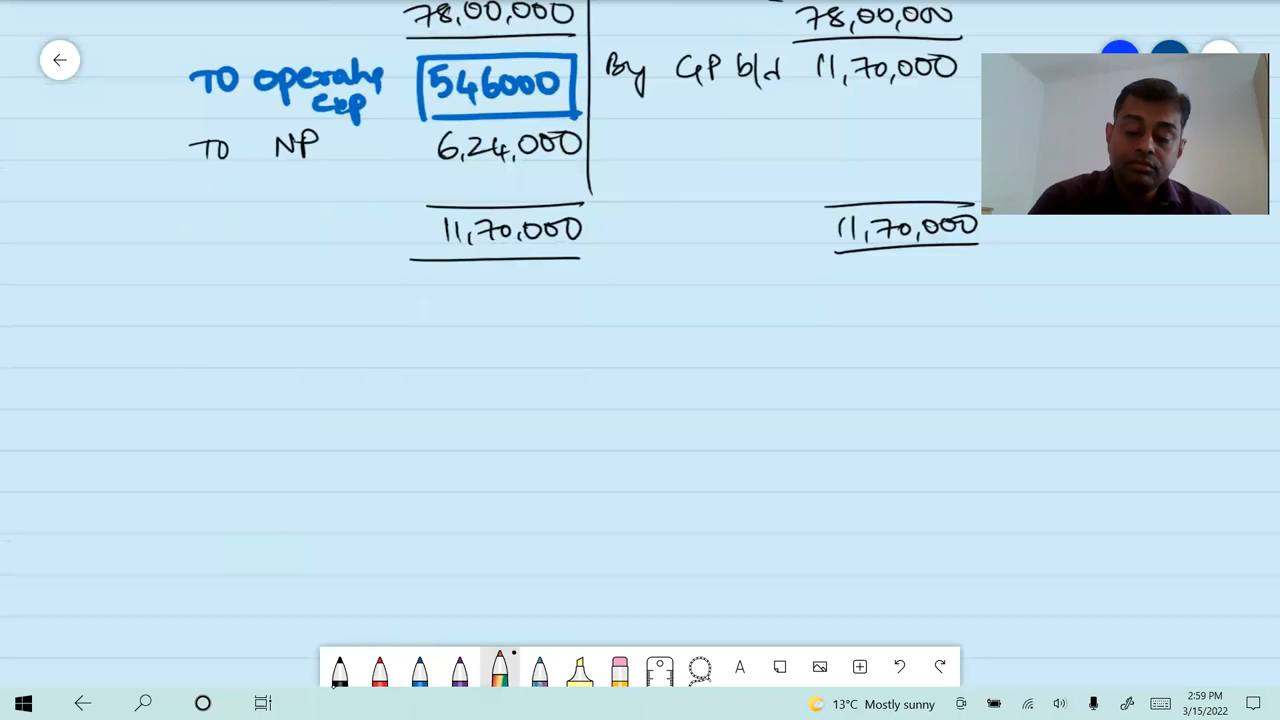 78,00,000 78,00,000
To operating exp 546000 By GP b/d 11,70,000
To NP 6,24,000
11,70,000 11,70,000
A
13°C Mostly sunny
2:59 PM
3/15/2022